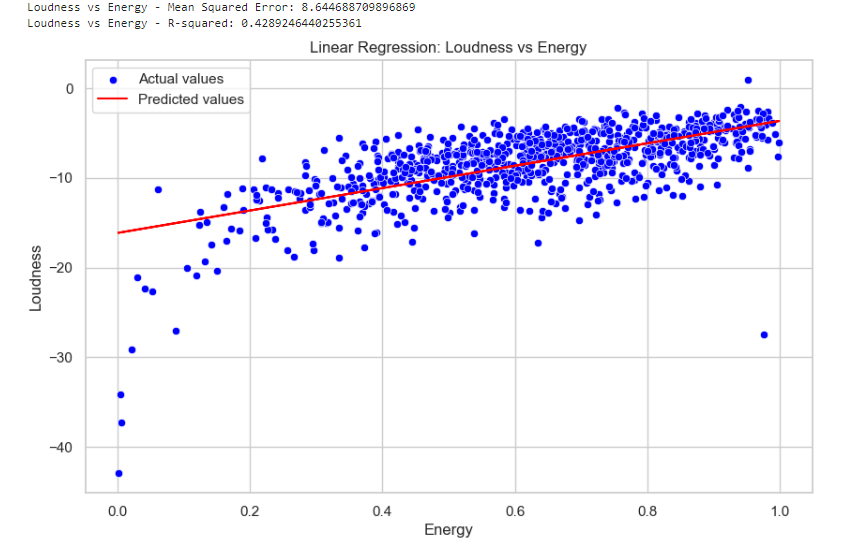 Loudness vs Energy - Mean Squared Error: 8.644688709896869
Loudness vs Energy - R-squared: 0.4289246440255361
Linear Regression: Loudness vs Energy
Actual values
Predicted values
0
−10
−20
−30
−40
Loudness
0.0 0.2 0.4 0.6 0.8 1.0
Energy